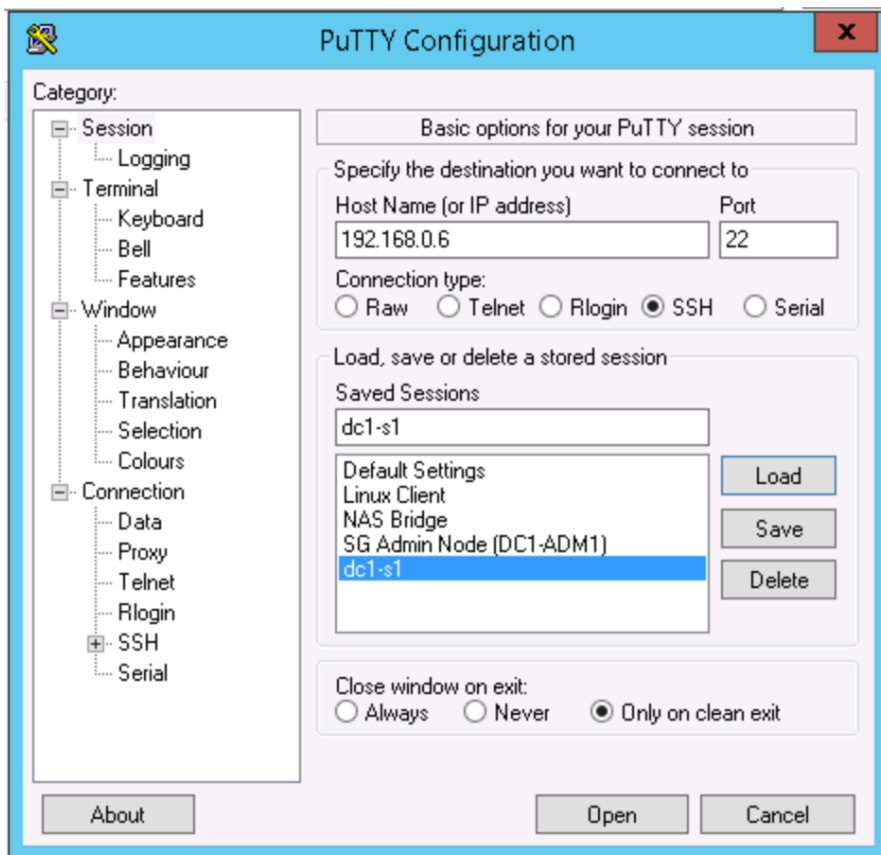 PuTTY Configuration
x
Category:
Session
Logging
Terminal
Keyboard
Bell
Features
Window
Appearance
Behaviour
Translation
Selection
Colours
Connection
Data
Proxy
Telnet
Rlogin
SSH
Serial
Basic options for your PuTTY session
Specify the destination you want to connect to
Host Name (or IP address) Port
192.168.0.6 22
Connection type:
Raw Telnet Rlogin SSH Serial
Load, save or delete a stored session
Saved Sessions
dc1-s1
Default Settings
Linux Client
NAS Bridge
SG Admin Node (DC1-ADM1)
dc1-s1
Load
Save
Delete
Close window on exit:
Always Never Only on clean exit
About Open Cancel